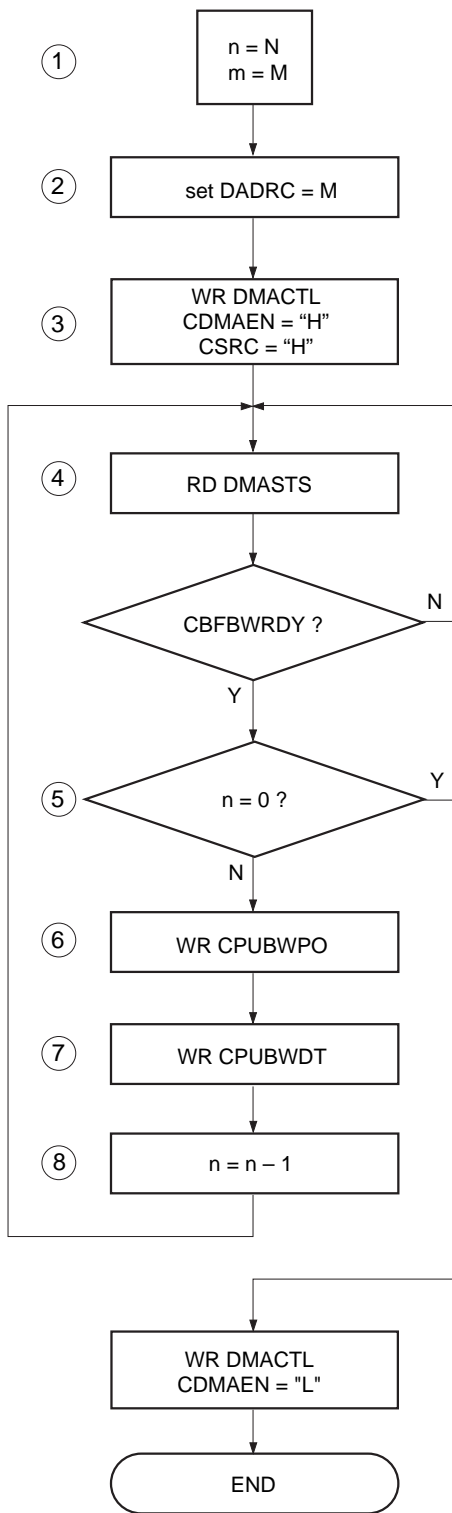 1
n = N
m = M
2
set DADRC = M
3
WR DMACTL
CDMAEN = “H”
CSRC = “H”
4
RD DMASTS
CBFBWRDY ?
N
Y
5
n = 0 ?
Y
N
6
WR CPUBWPO
7
WR CPUBWDT
8
n = n – 1
WR DMACTL
CDMAEN = "L"
END